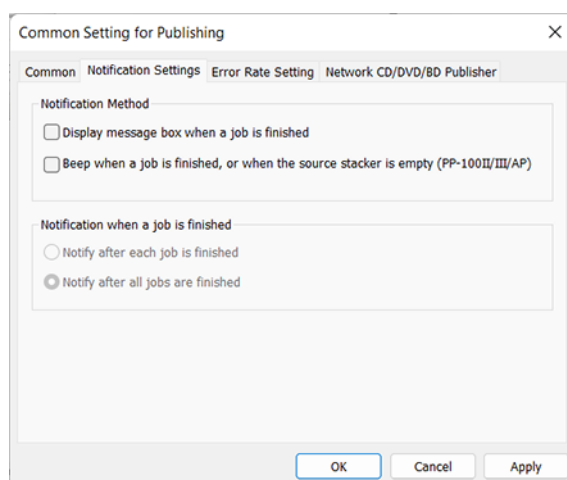 Common Setting for Publishing
Common Notification Settings Error Rate Setting Network CD/DVD/BD Publisher
Notification Method
Display message box when a job is finished
Beep when a job is finished, or when the source stacker is empty (PP-100II/III/AP)
Notification when a job is finished
Notify after each job is finished
Notify after all jobs are finished
OK Cancel Apply